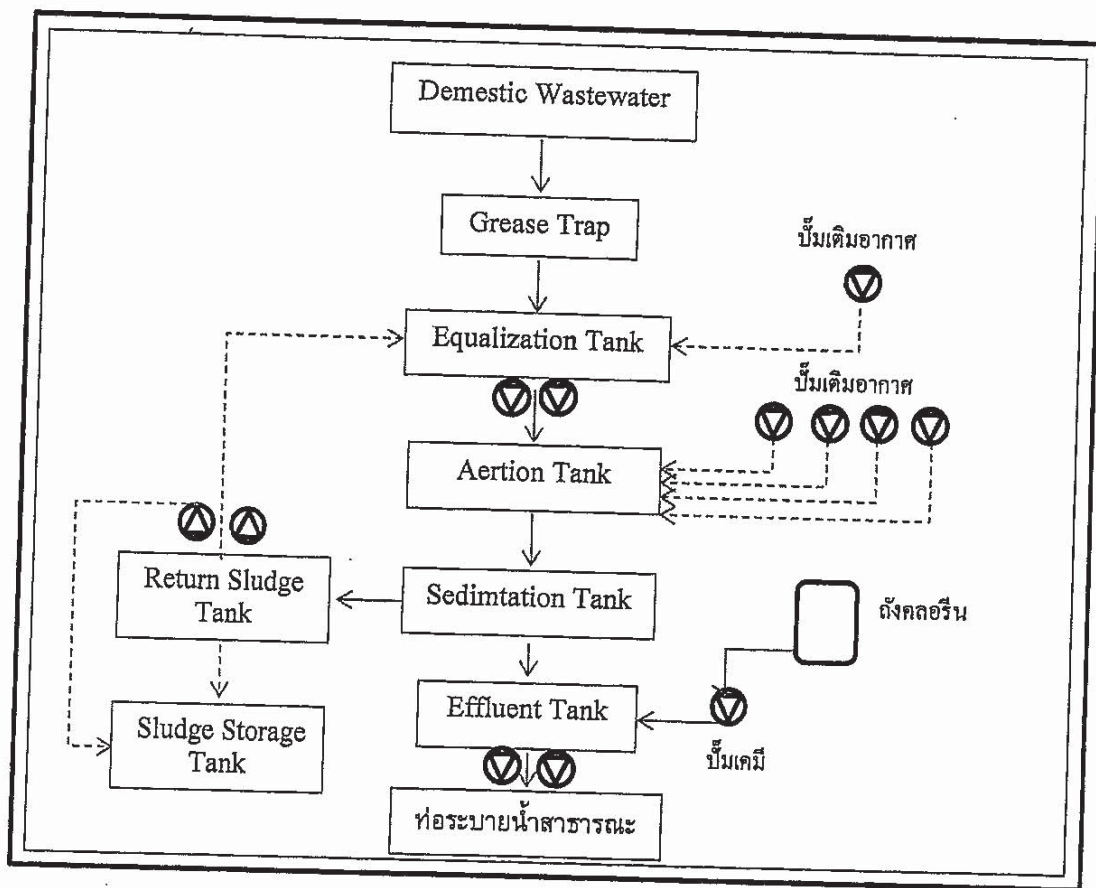 Demestic Wastewater
Grease Trap
ปั๊มเติมอากาศ
Equalization Tank
ปั๊มเติมอากาศ
Aertion Tank
Return Sludge
Tank
Sedimtation Tank
ถังคลอรีน
Effluent Tank
Sludge Storage
Tank
ปั๊มเคมี
ท่อระบายน้ำสาธารณะ